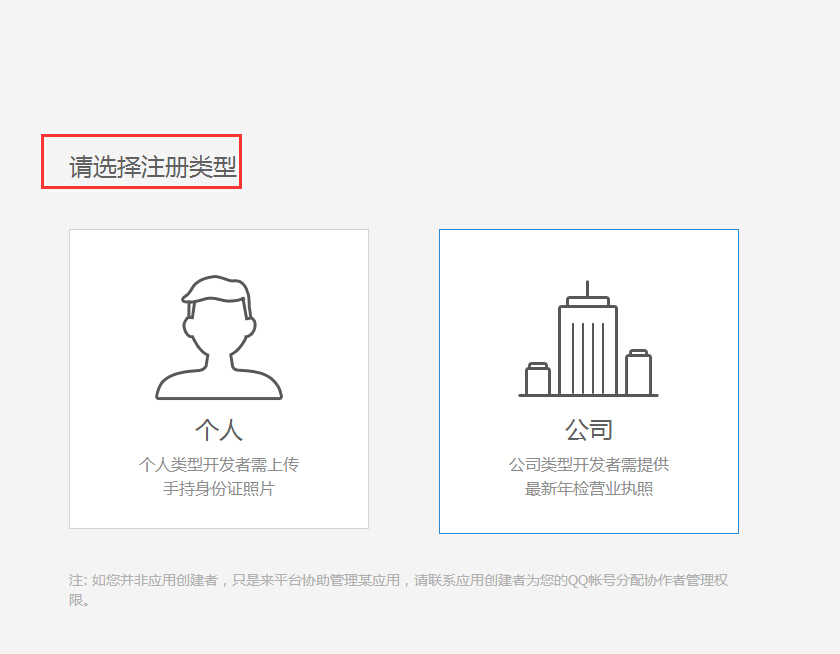 请选择注册类型
个人
个人类型开发者需上传
手持身份证照片
公司
公司类型开发者需提供
最新年检营业执照
注: 如您并非应用创建者，只是来平台协助管理某应用，请联系应用创建者为您的QQ帐号分配协作者管理权
限。